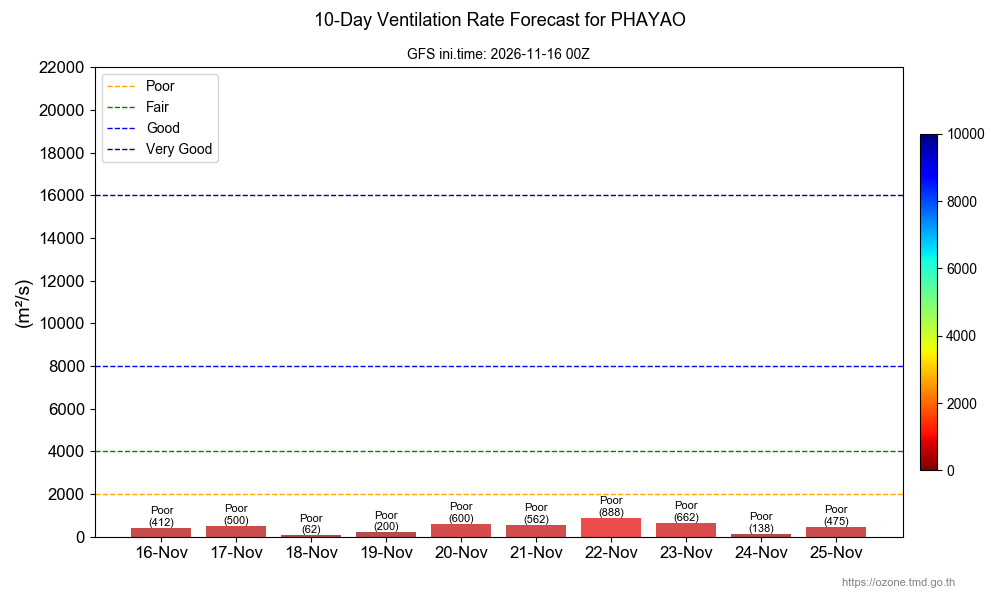 10-Day Ventilation Rate Forecast for PHAYAO
GFS ini.time: 2026-11-16 00Z
22000
20000
18000
16000
14000
12000
10000
8000
6000
4000
2000
0
(m²/s)
Poor
Fair
Good
Very Good
Poor
(412)
Poor
(500)
Poor
(62)
Poor
(200)
Poor
(600)
Poor
(562)
Poor
(888)
Poor
(662)
Poor
(138)
Poor
(475)
16-Nov 17-Nov 18-Nov 19-Nov 20-Nov 21-Nov 22-Nov 23-Nov 24-Nov 25-Nov
10000
8000
6000
4000
2000
0
https://ozone.tmd.go.th